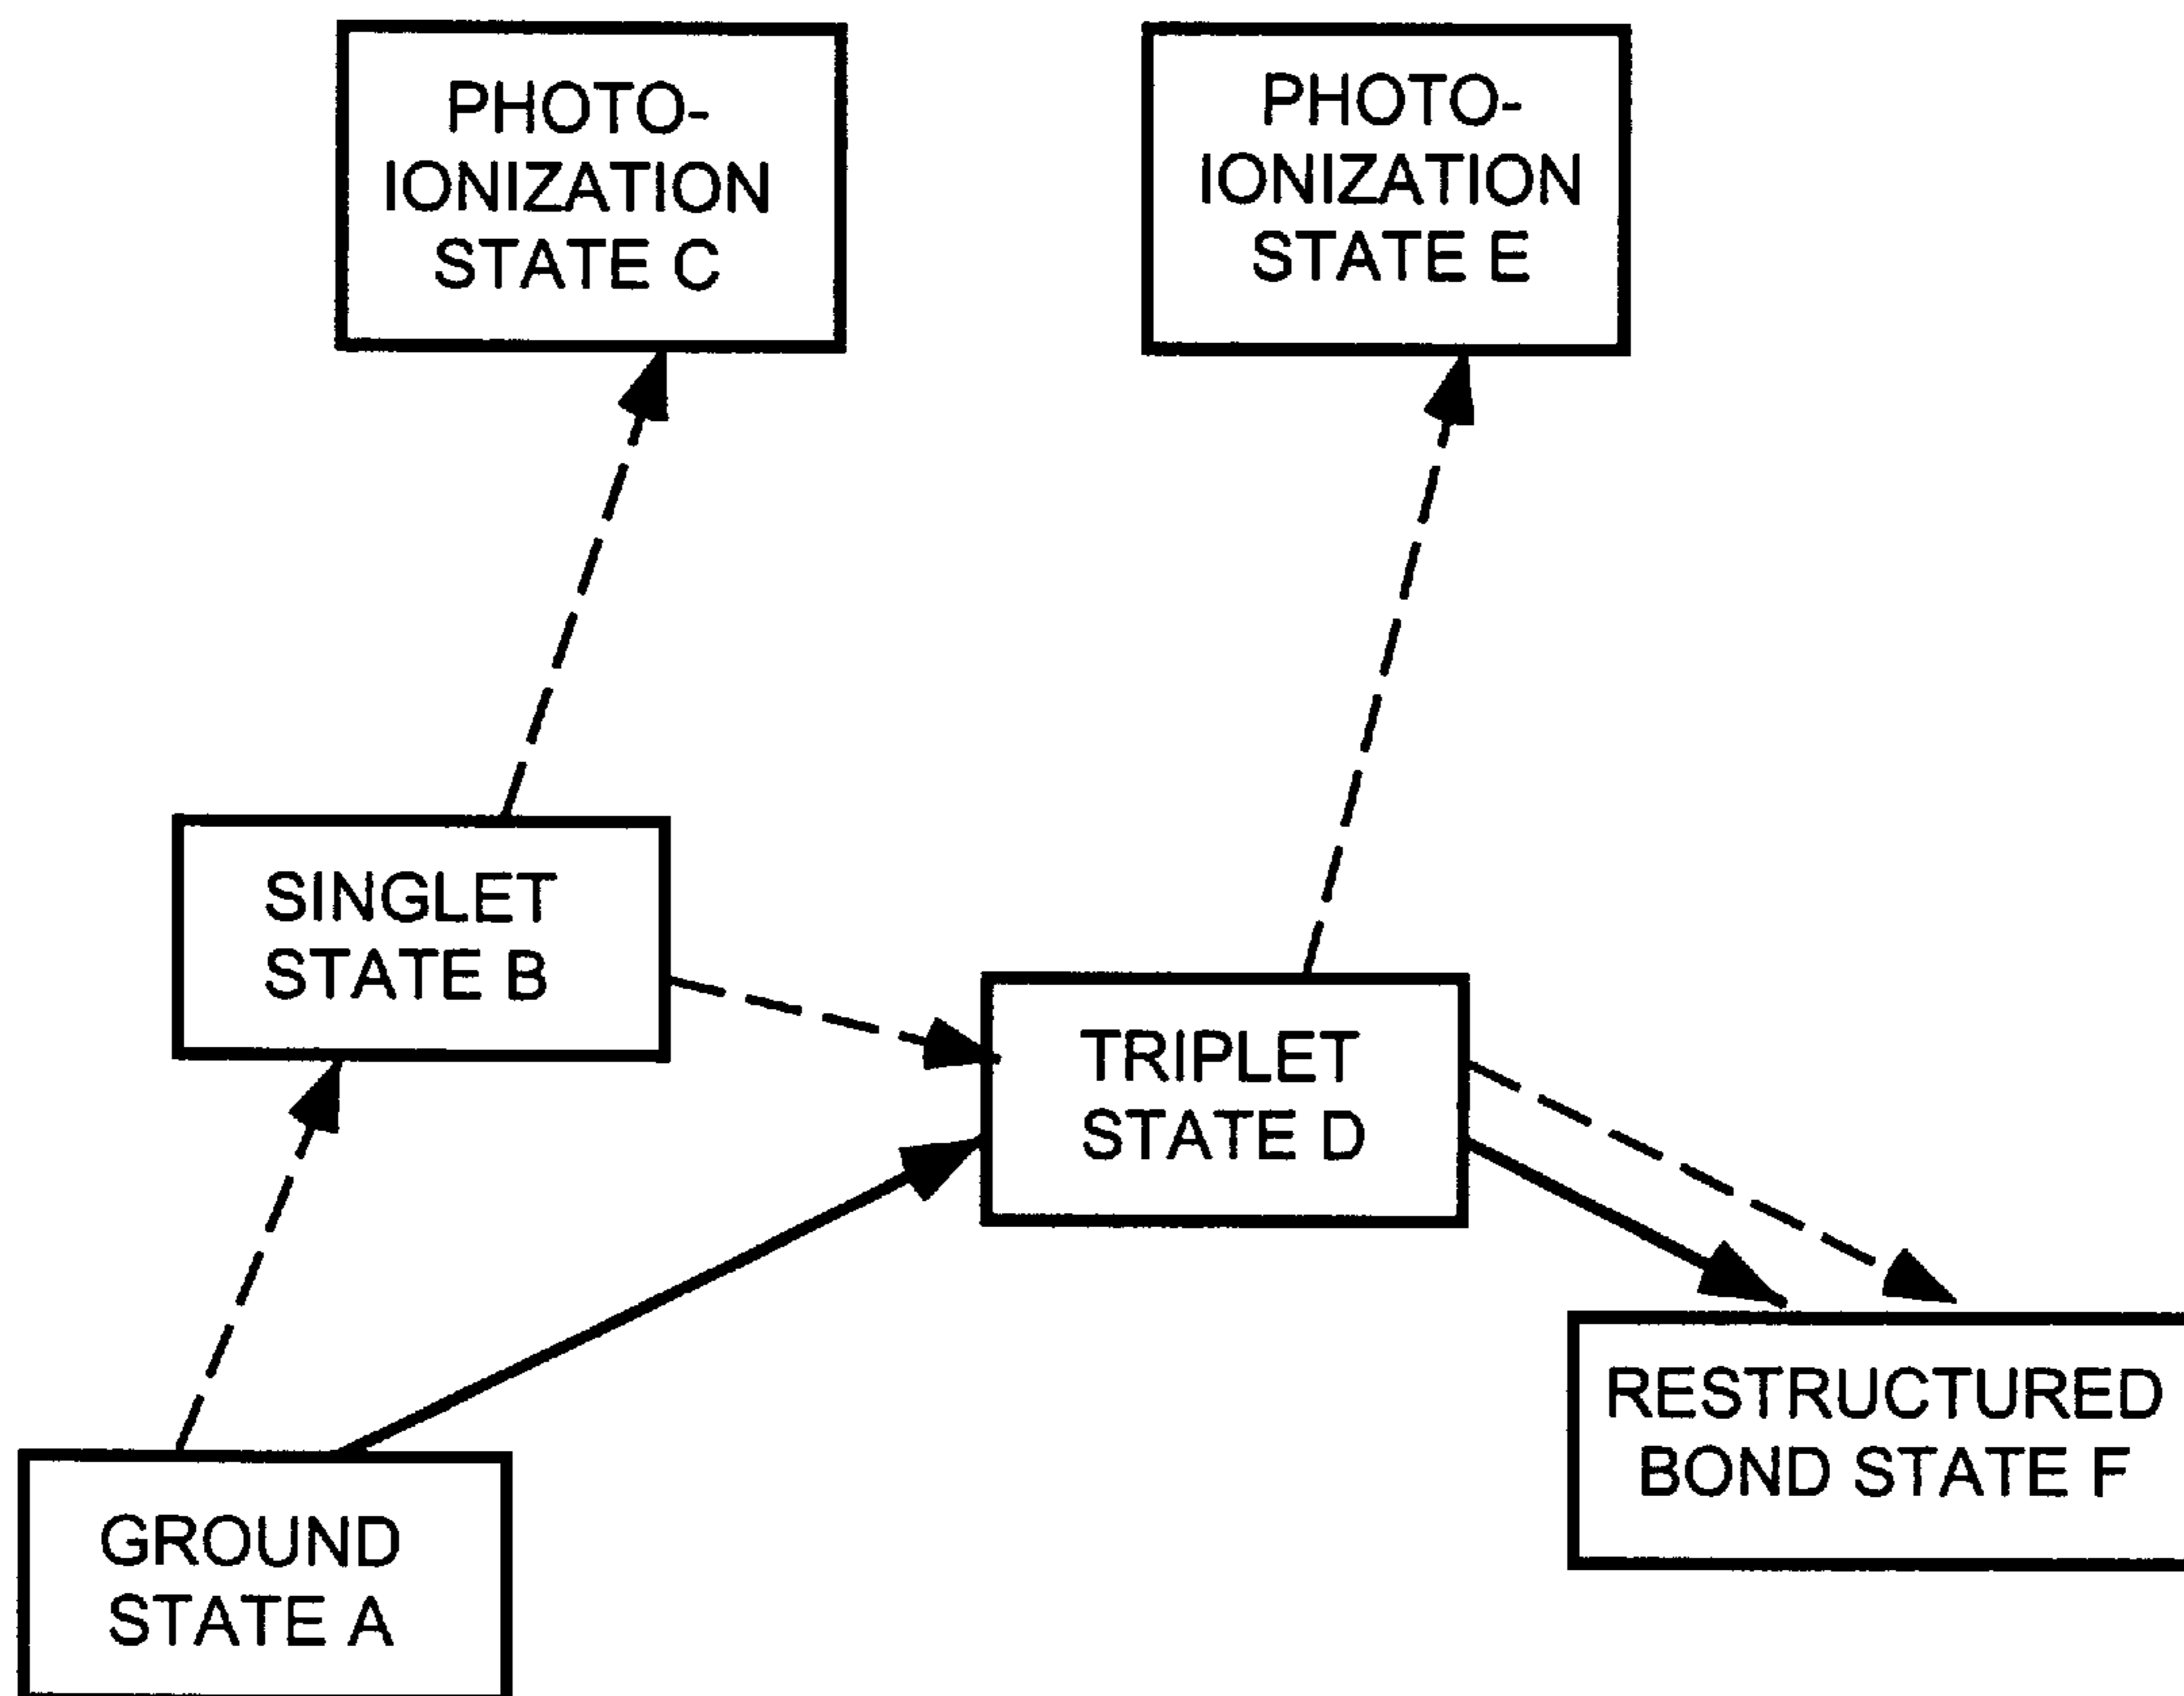 PHOTO-
IONIZATION
STATE C
PHOTO-
IONIZATION
STATE E
SINGLET
STATE B
TRIPLET
STATE D
RESTRUCTURED
BOND STATE F
GROUND
STATE A